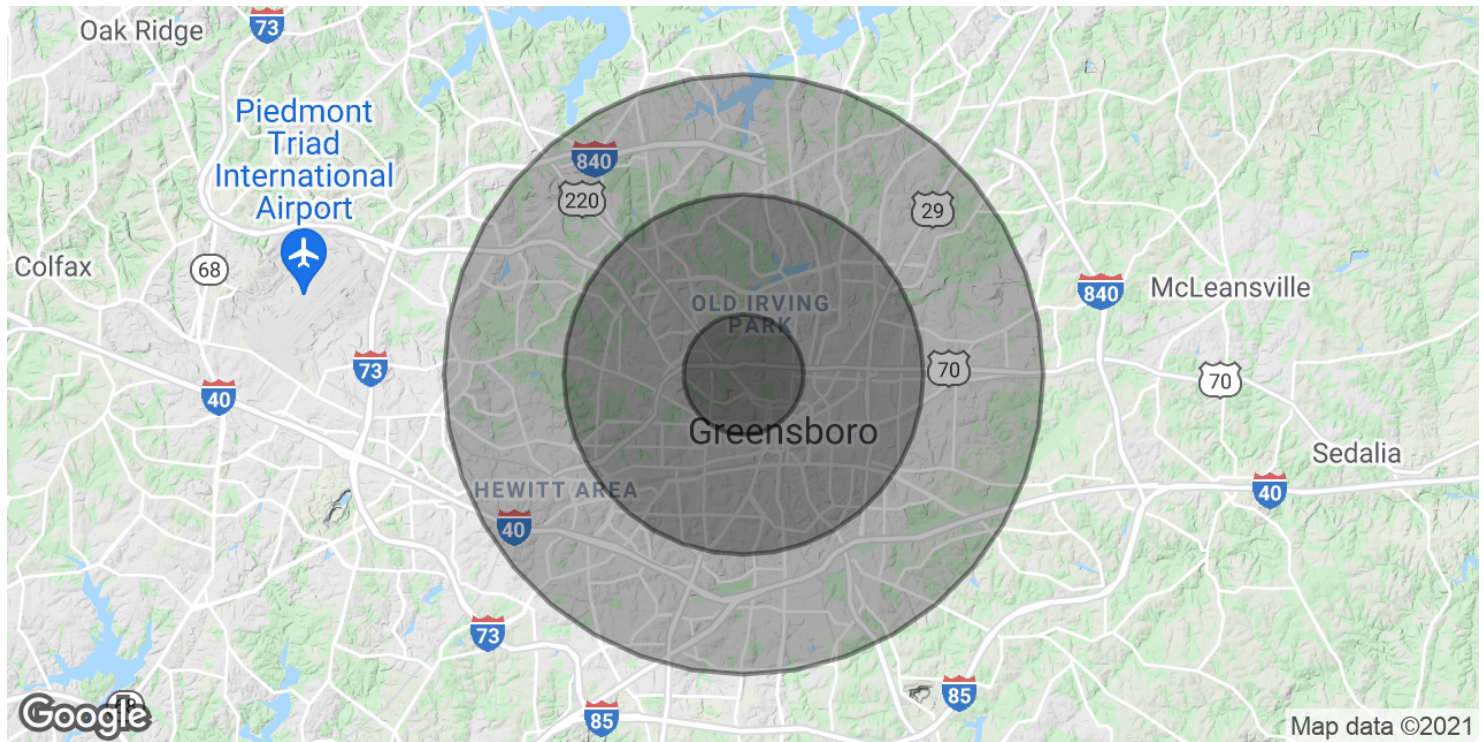 Oak Ridge
73
Piedmont
Triad
International
Airport
840
220
29
Colfax
68
OLD IRVING
PARK
McLeansville
840
73
70
70
40
Greensboro
Sedalia
HEWITT AREA
40
40
73
85
85
Google
Map data ©2021